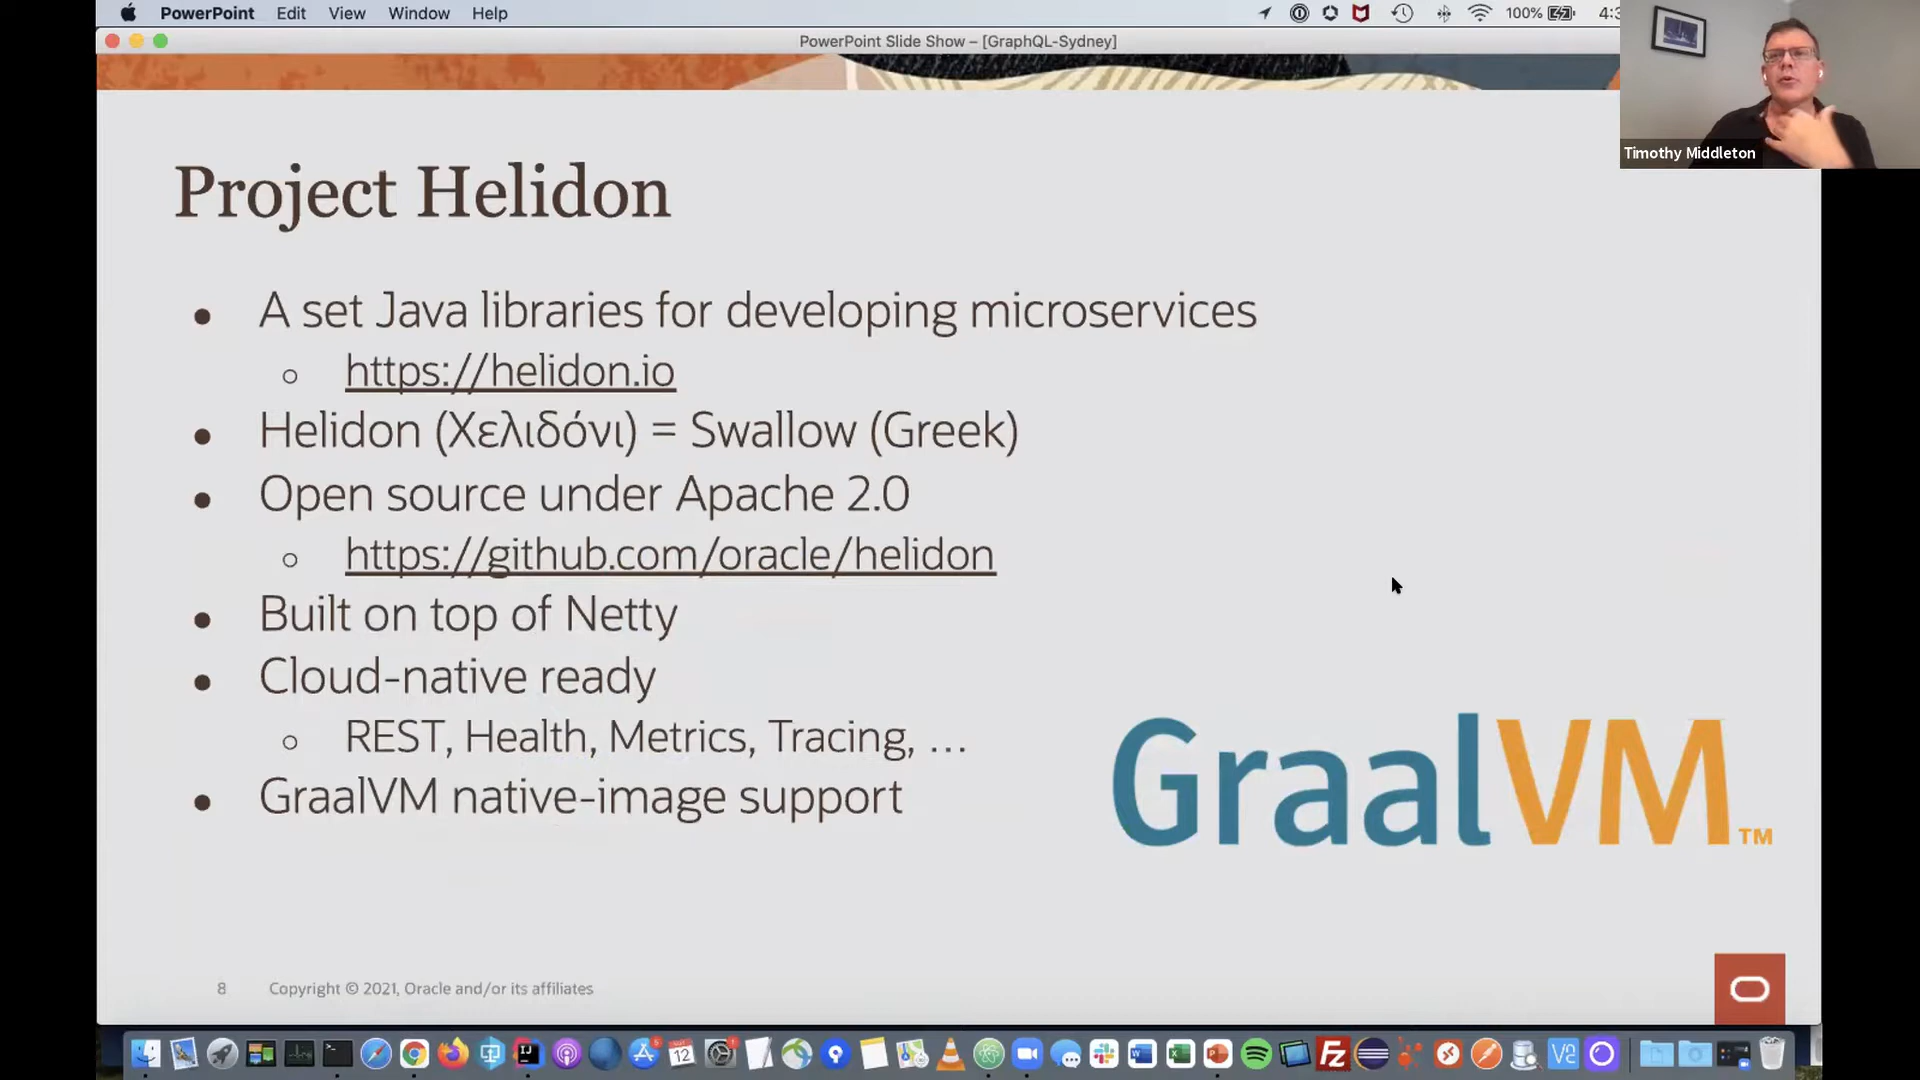 PowerPoint Edit View Window Help
100% 4:3
PowerPoint Slide Show – [GraphQL-Sydney]
Timothy Middleton
Project Helidon
• A set Java libraries for developing microservices
○ https://helidon.io
• Helidon (Χελιδόνι) = Swallow (Greek)
• Open source under Apache 2.0
○ https://github.com/oracle/helidon
• Built on top of Netty
• Cloud-native ready
○ REST, Health, Metrics, Tracing, …
• GraalVM native-image support
GraalVM™
8 Copyright © 2021, Oracle and/or its affiliates
12